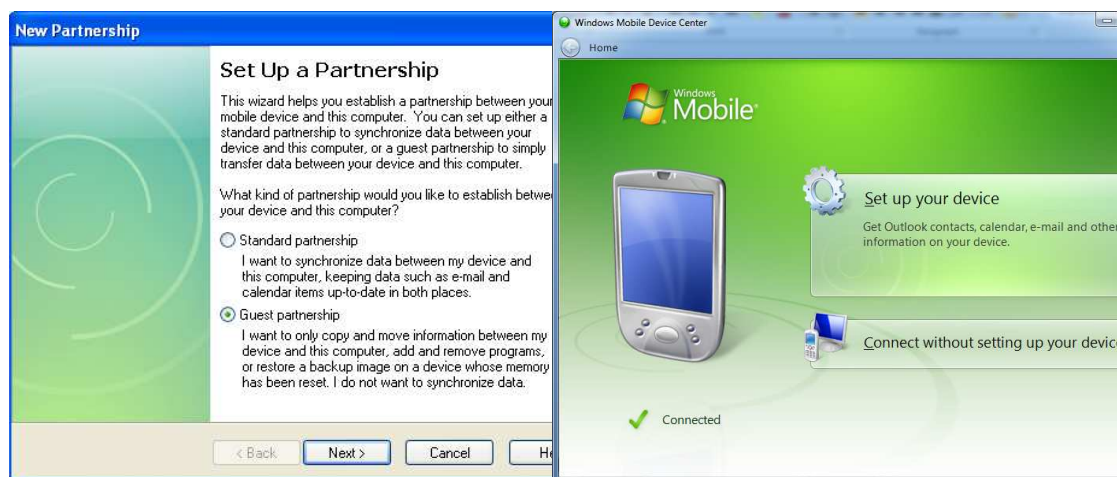 New Partnership
Set Up a Partnership
This wizard helps you establish a partnership between your
mobile device and this computer. You can set up either a
standard partnership to synchronize data between your
device and this computer, or a guest partnership to simply
transfer data between your device and this computer.
What kind of partnership would you like to establish betwe
your device and this computer?
Standard partnership
I want to synchronize data between my device and
this computer, keeping data such as e-mail and
calendar items up-to-date in both places.
Guest partnership
I want to only copy and move information between my
device and this computer, add and remove programs,
or restore a backup image on a device whose memory
has been reset. I do not want to synchronize data.
< Back
Next >
Cancel
He
Windows Mobile Device Center
Home
Windows
Mobile
Set up your device
Get Outlook contacts, calendar, e-mail and other
information on your device.
Connect without setting up your device
Connected